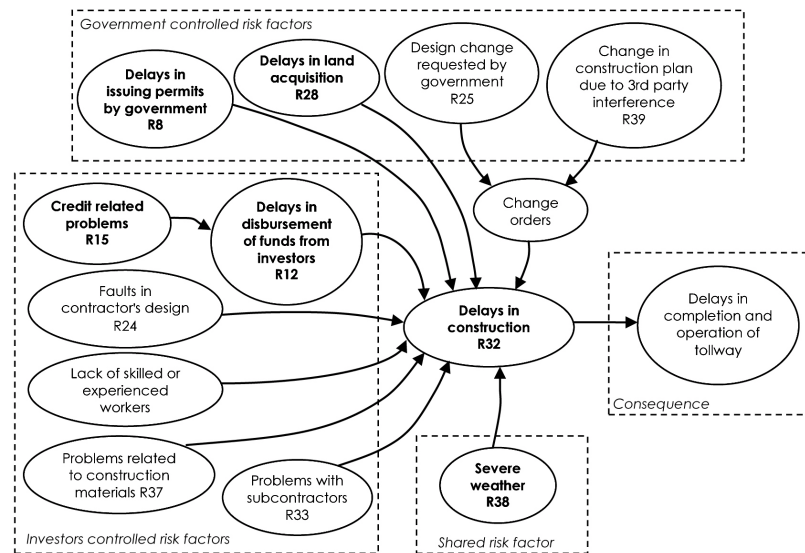 Government controlled risk factors
Delays in
issuing permits
by government
R8
Delays in land
acquisition
R28
Design change
requested by
government
R25
Change in
construction plan
due to 3rd party
interference
R39
Change
orders
Credit related
problems
R15
Delays in
disbursement
of funds from
investors
R12
Faults in
contractor's design
R24
Lack of skilled or
experienced
workers
Problems related
to construction
materials R37
Problems with
subcontractors
R33
Investors controlled risk factors
Delays in
construction
R32
Severe
weather
R38
Shared risk factor
Delays in
completion and
operation of
tollway
Consequence